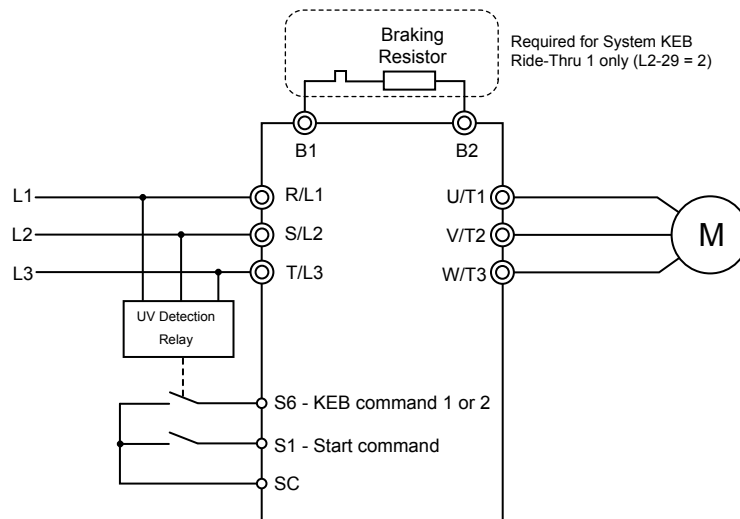 Braking
Resistor
Required for System KEB
Ride-Thru 1 only (L2-29 = 2)
B1
B2
L1
R/L1
U/T1
L2
S/L2
V/T2
M
L3
T/L3
W/T3
UV Detection
Relay
S6 - KEB command 1 or 2
S1 - Start command
SC